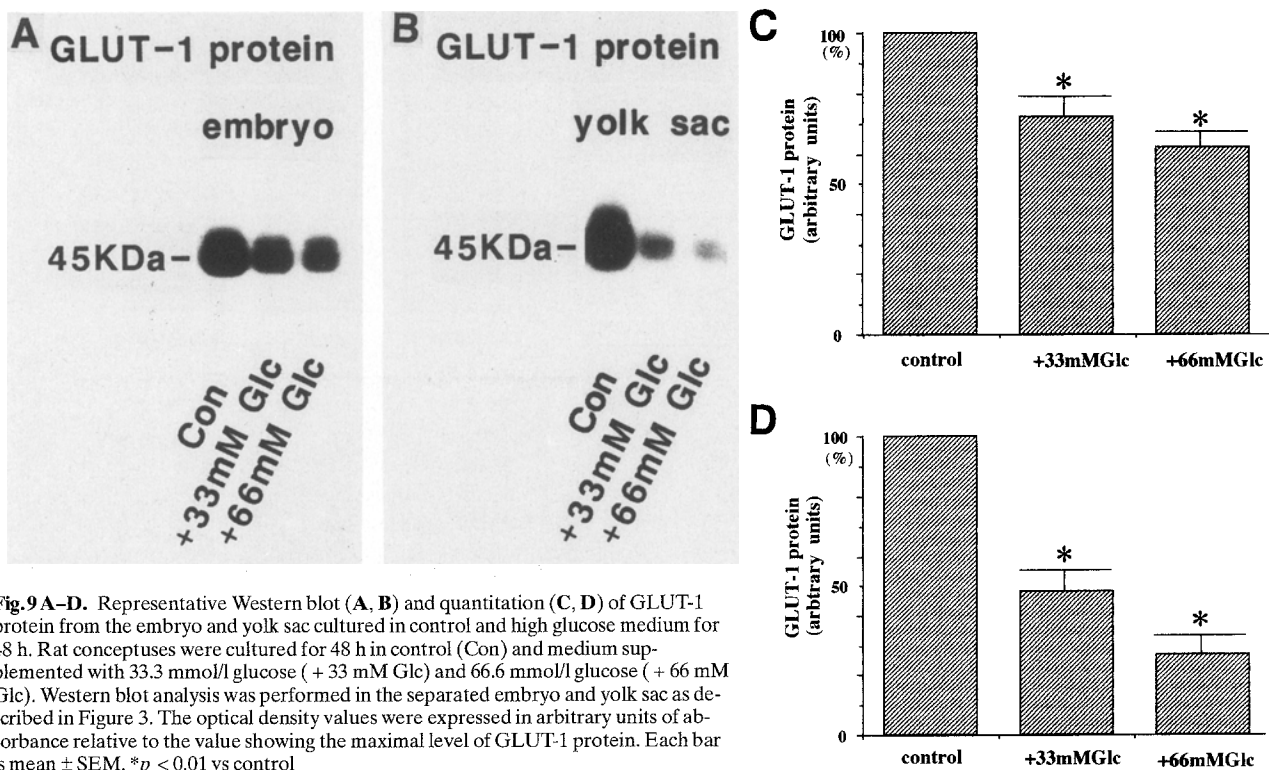 A GLUT-1 protein
embryo
45KDa-
Con
+33mM Glc
+66mM Glc
B GLUT-1 protein
yolk sac
45KDa-
Con
+33mM Glc
+66mM Glc
C
100
(%)
50
0
GLUT-1 protein
(arbitrary units)
*
*
control +33mMGlc +66mMGlc
D
100
(%)
50
0
GLUT-1 protein
(arbtrary units)
*
*
control +33mMGlc +66mMGlc
Fig.9 A–D. Representative Western blot (A, B) and quantitation (C, D) of GLUT-1
protein from the embryo and yolk sac cultured in control and high glucose medium for
8 h. Rat conceptuses were cultured for 48 h in control (Con) and medium sup-
plemented with 33.3 mmol/l glucose ( + 33 mM Glc) and 66.6 mmol/l glucose ( + 66 mM
Glc). Western blot analysis was performed in the separated embryo and yolk sac as de-
cribed in Figure 3. The optical density values were expressed in arbitrary units of ab-
orbance relative to the value showing the maximal level of GLUT-1 protein. Each bar
is mean ± SEM. *p < 0.01 vs control